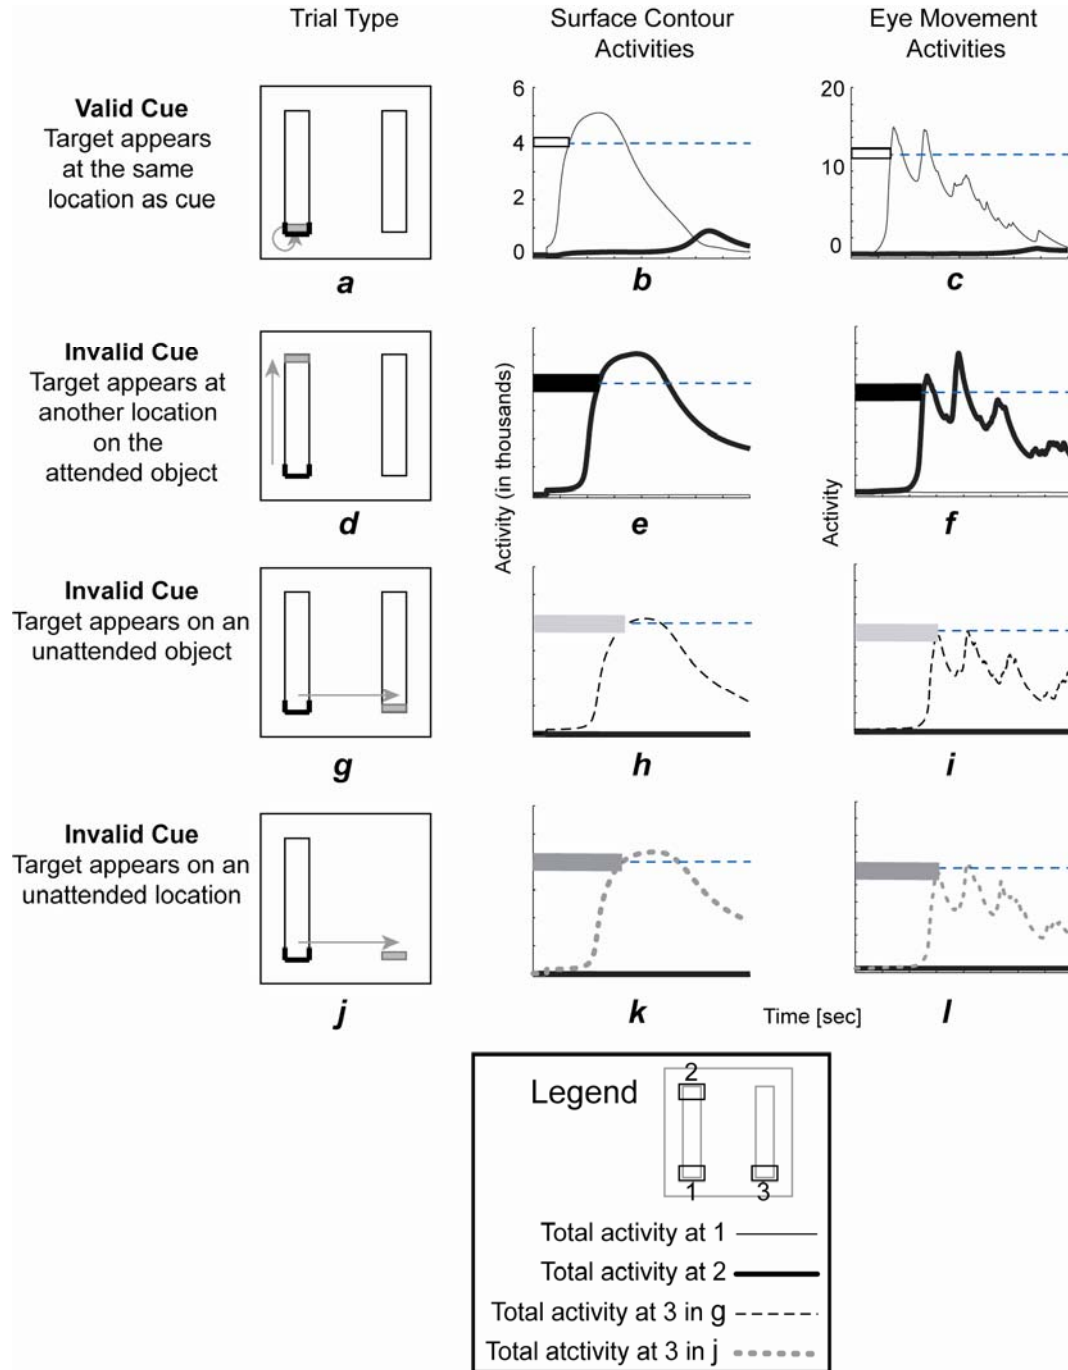 Trial Type
Surface Contour
Activities
Eye Movement
Activities
Valid Cue
Target appears
at the same
location as cue
6
4
2
0
20
10
0
a
b
c
Invalid Cue
Target appears at
another location
on the
attended object
Activity (in thousands)
Activity
d
e
f
Invalid Cue
Target appears on an
unattended object
g
h
i
Invalid Cue
Target appears on an
unattended location
j
k
Time [sec]
l
Legend
2
1
3
Total activity at 1
Total activity at 2
Total activity at 3 in g
Total atctivity at 3 in j